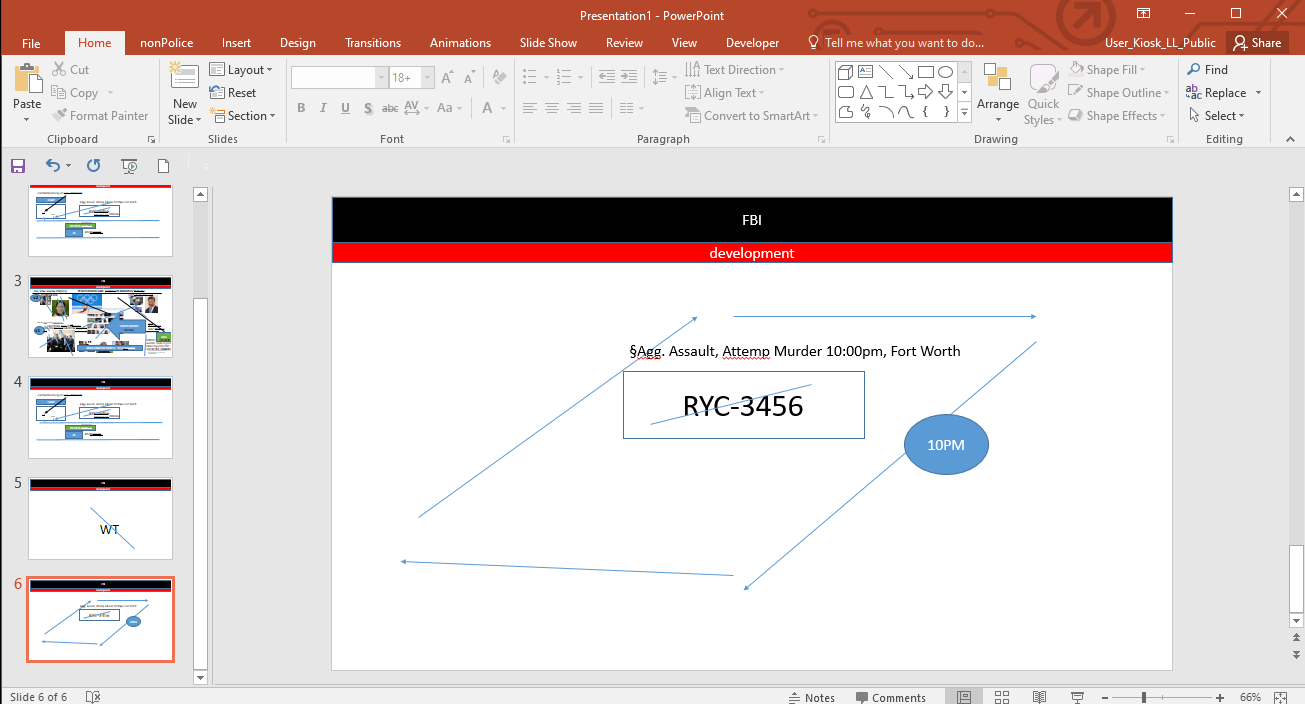 Presentation1 - PowerPoint
File Home nonPolice Insert Design Transitions Animations Slide Show Review View Developer Tell me what you want to do... User_Kiosk_LL_Public Share
Paste
Cut
Copy
Format Painter
Clipboard
New Slide
Layout
Reset
Section
Slides
18+
B I U S abc AV Aa A
Font
Text Direction
Align Text
Convert to SmartArt
Paragraph
Arrange
Quick Styles
Shape Fill
Shape Outline
Shape Effects
Drawing
Find
Replace
Select
Editing
3
4
5
WT
6
FBI
development
§Agg. Assault, Attemp Murder 10:00pm, Fort Worth
RYC-3456
10PM
Slide 6 of 6 Notes Comments 66%